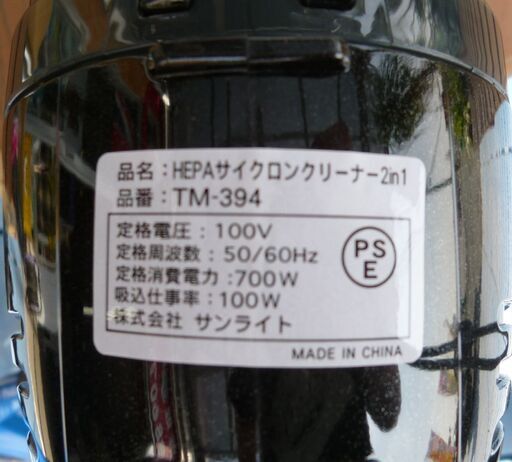 品名：HEPAサイクロンクリーナー2in1
品番：TM-394
定格電圧：100V
定格周波数：50/60Hz
定格消費電力:700W
吸込仕事率：100W
株式会社 サンライト
PS
E
MADE IN CHINA